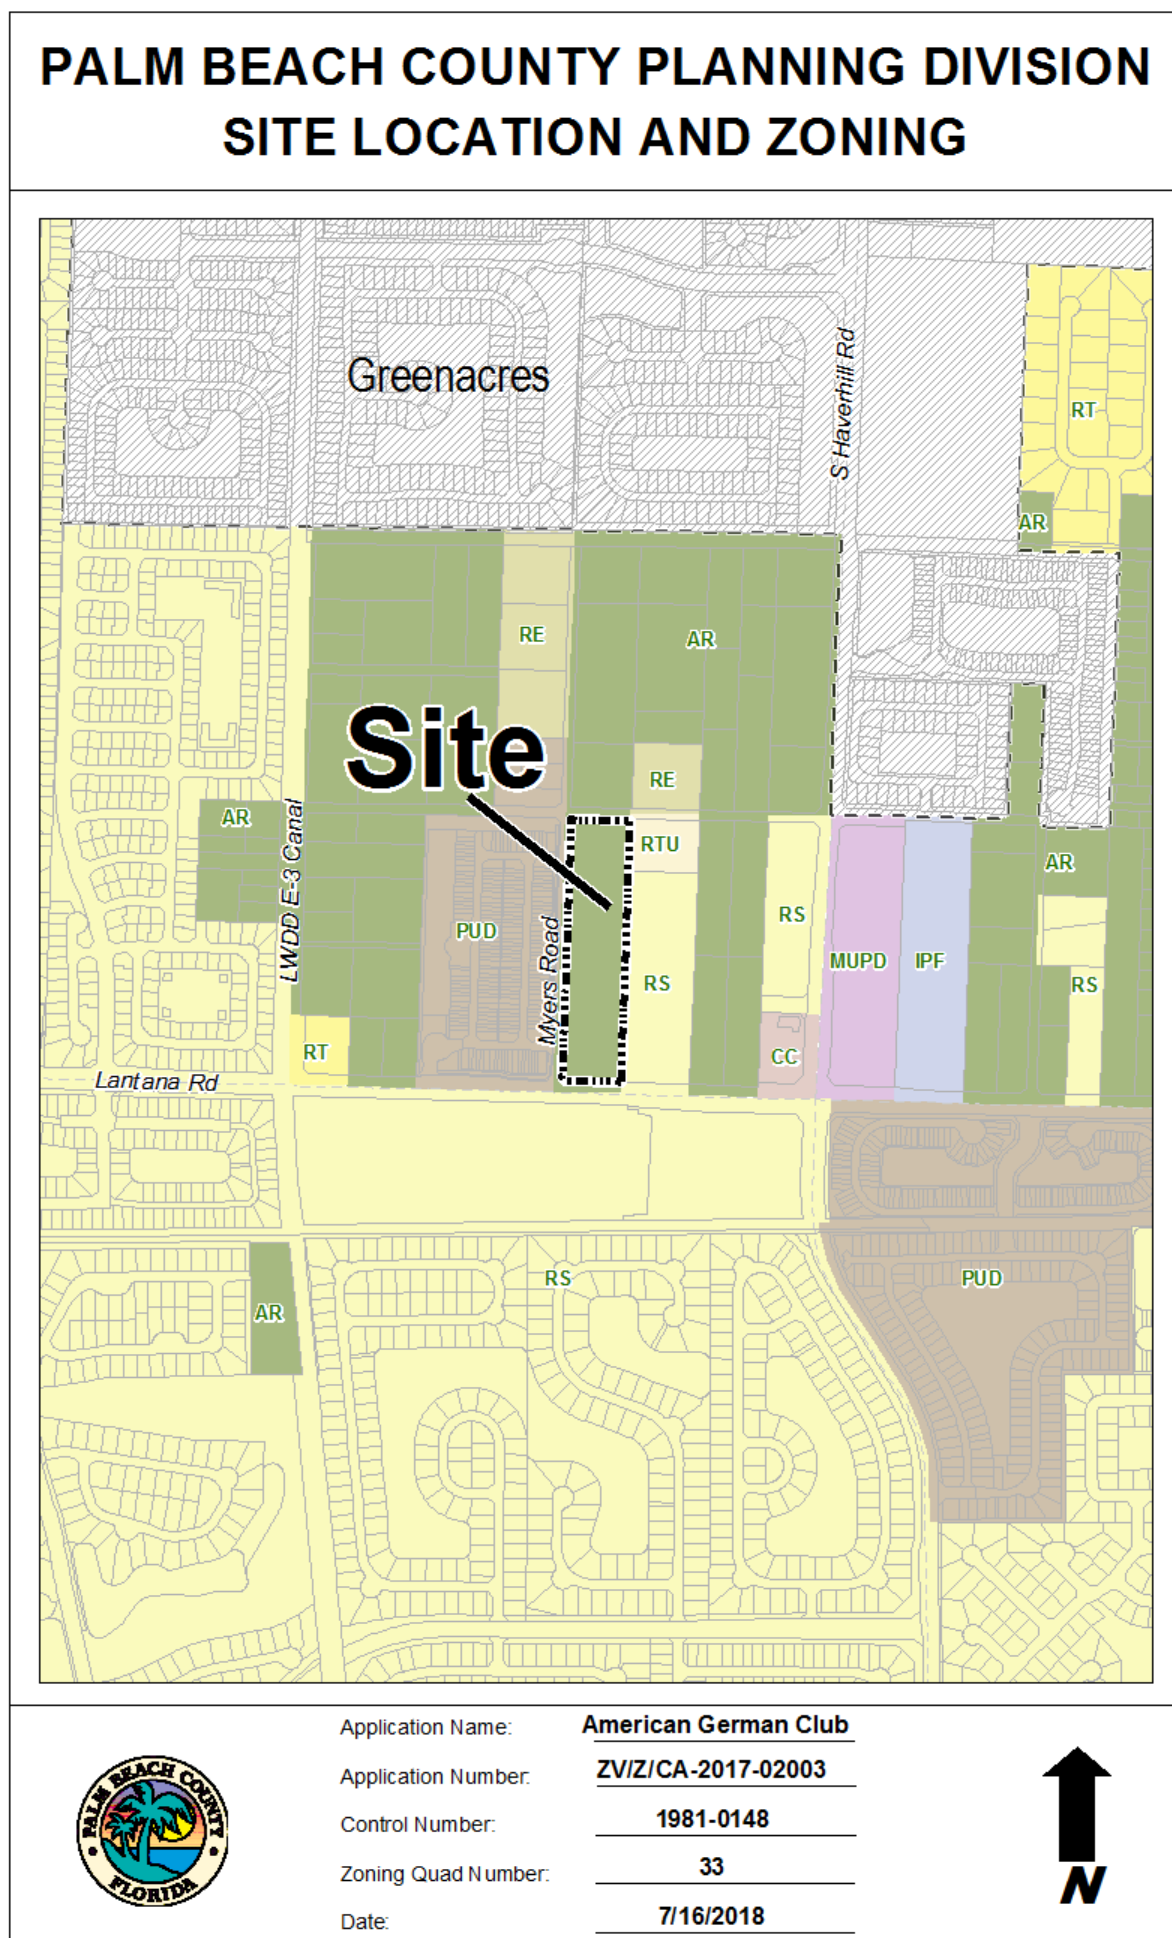 PALM BEACH COUNTY PLANNING DIVISION
SITE LOCATION AND ZONING
Greenacres
S Haverhill Rd
RT
AR
RE
AR
Site
RE
AR
LWDD E-3 Canal
RTU
AR
RS
PUD
Myers Road
MUPD
IPF
RS
RS
RT
CC
Lantana Rd
RS
PUD
AR
PALM BEACH COUNTY
FLORIDA
Application Name: American German Club
Application Number: ZV/Z/CA-2017-02003
Control Number: 1981-0148
Zoning Quad Number: 33
Date: 7/16/2018
N